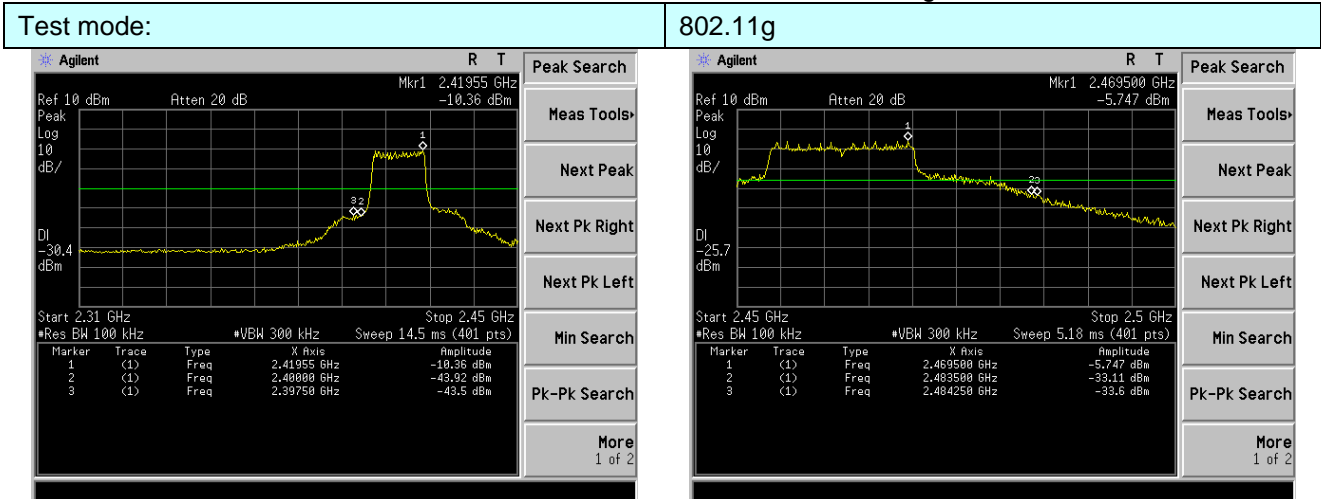 Test mode: 802.11g
Agilent R T
Mkr1 2.41955 GHz
Ref 10 dBm Atten 20 dB -10.36 dBm
Peak
Log
10
dB/
1
3 2
DI
-30.4
dBm
Start 2.31 GHz Stop 2.45 GHz
#Res BW 100 kHz #VBW 300 kHz Sweep 14.5 ms (401 pts)
Marker Trace Type X Axis Amplitude
1 (1) Freq 2.41955 GHz -10.36 dBm
2 (1) Freq 2.40000 GHz -43.92 dBm
3 (1) Freq 2.39750 GHz -43.5 dBm
Peak Search
Meas Tools
Next Peak
Next Pk Right
Next Pk Left
Min Search
Pk-Pk Search
More
1 of 2
Agilent R T
Mkr1 2.469500 GHz
Ref 10 dBm Atten 20 dB -5.747 dBm
Peak
Log
10
dB/
1
23
DI
-25.7
dBm
Start 2.45 GHz Stop 2.5 GHz
#Res BW 100 kHz #VBW 300 kHz Sweep 5.18 ms (401 pts)
Marker Trace Type X Axis Amplitude
1 (1) Freq 2.469500 GHz -5.747 dBm
2 (1) Freq 2.483500 GHz -33.11 dBm
3 (1) Freq 2.484250 GHz -33.6 dBm
Peak Search
Meas Tools
Next Peak
Next Pk Right
Next Pk Left
Min Search
Pk-Pk Search
More
1 of 2